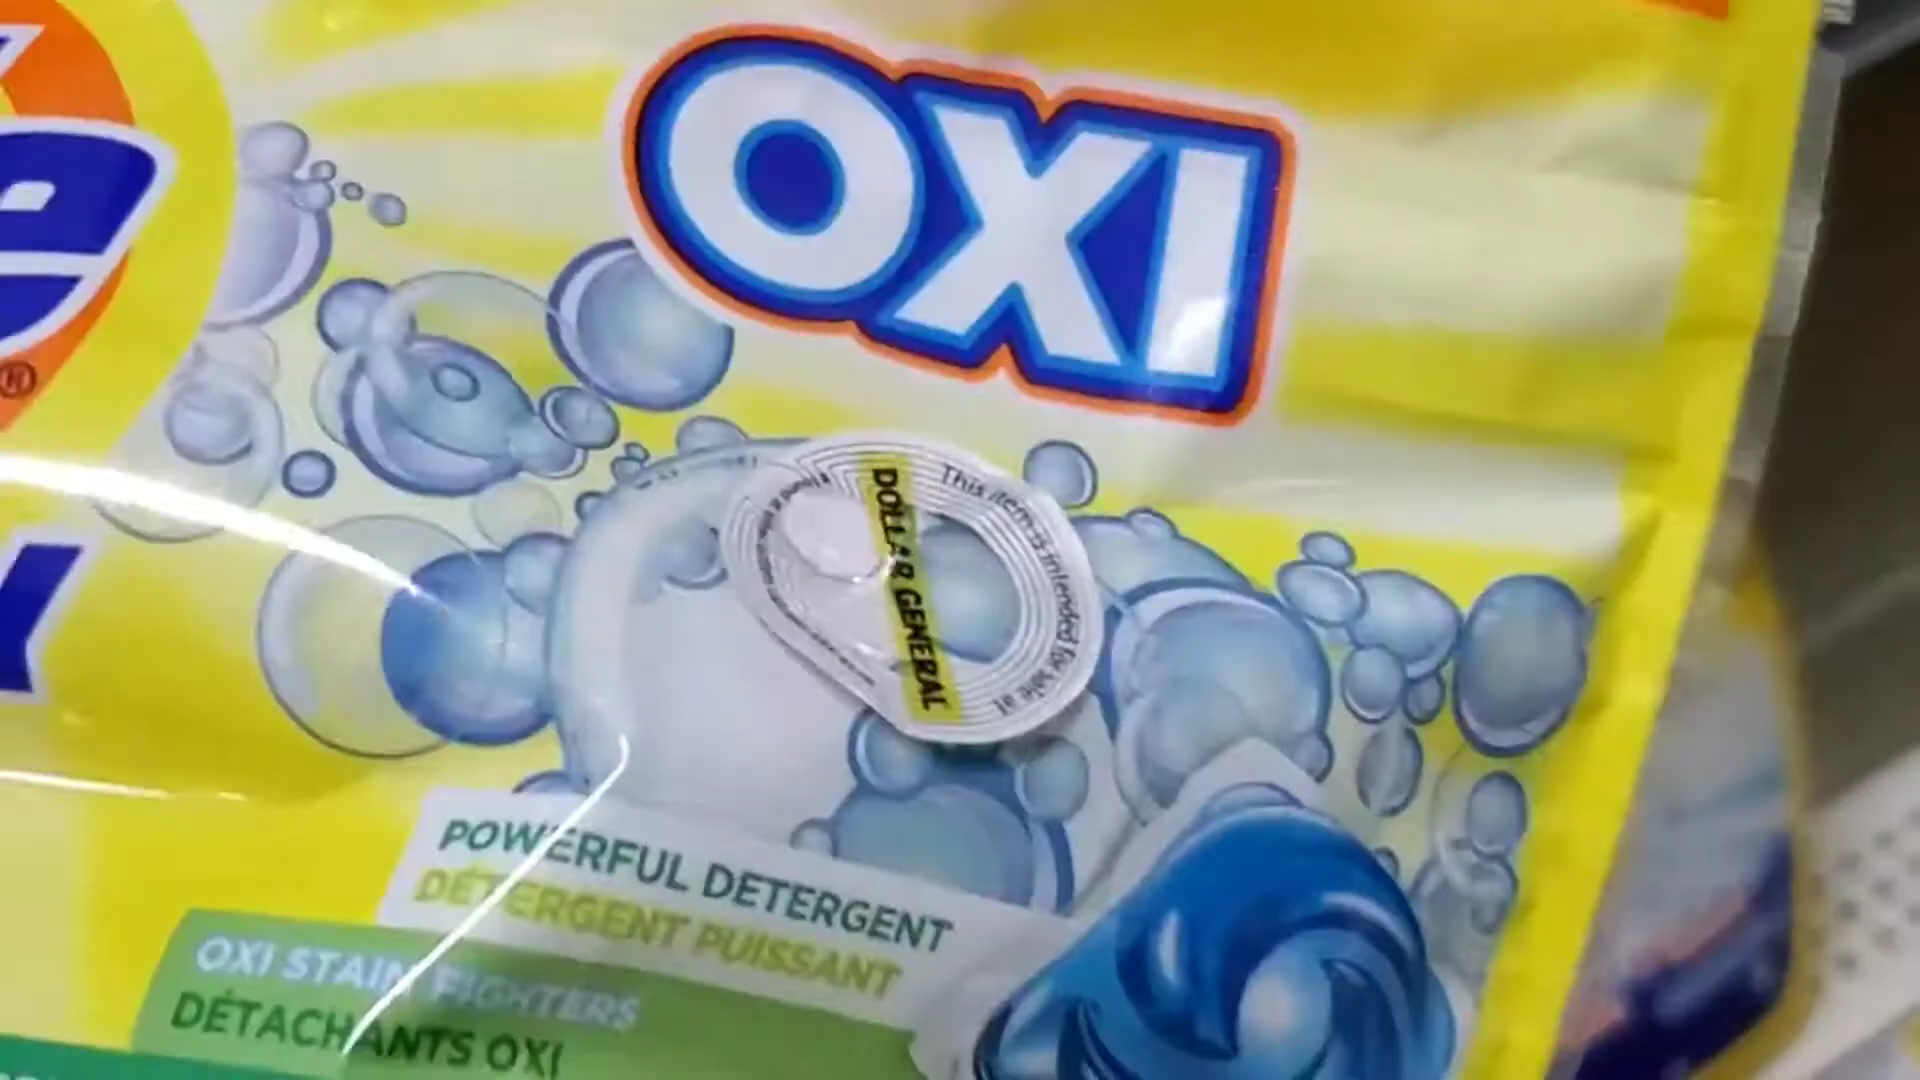 OXI
DOLLAR GENERAL
This item is intended for sale at
POWERFUL DETERGENT
DÉTERGENT PUISSANT
OXI STAIN FIGHTERS
DÉTACHANTS OXI